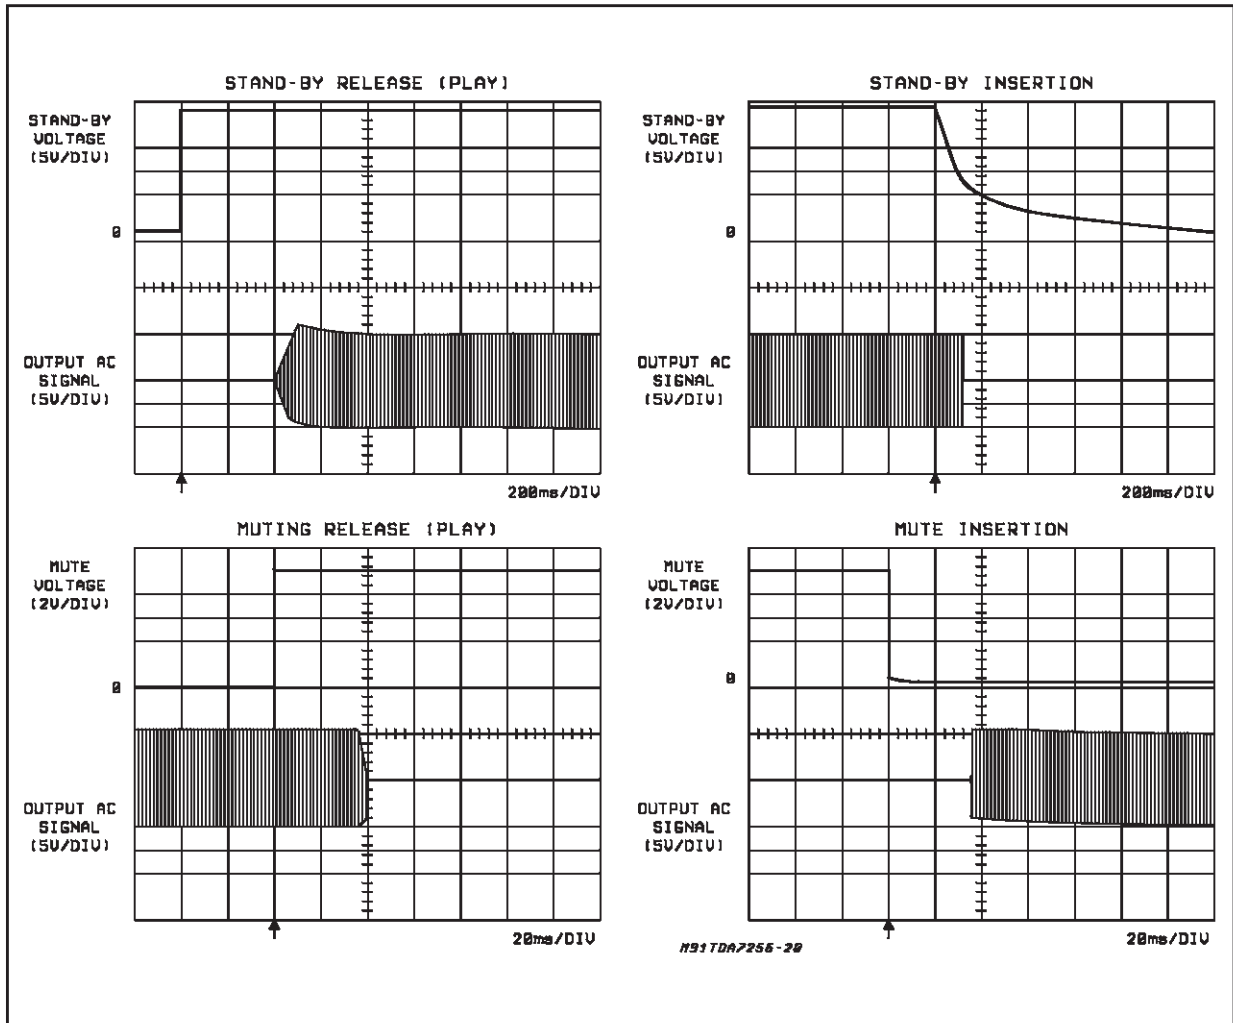 STAND-BY RELEASE (PLAY)
STAND-BY
VOLTAGE
(5V/DIV)
0
OUTPUT AC
SIGNAL
(5V/DIV)
200ms/DIV
STAND-BY INSERTION
STAND-BY
VOLTAGE
(5V/DIV)
0
OUTPUT AC
SIGNAL
(5V/DIV)
200ms/DIV
MUTING RELEASE (PLAY)
MUTE
VOLTAGE
(2V/DIV)
0
OUTPUT AC
SIGNAL
(5V/DIV)
20ms/DIV
MUTE INSERTION
MUTE
VOLTAGE
(2V/DIV)
0
OUTPUT AC
SIGNAL
(5V/DIV)
20ms/DIV
M91TDA7256-20